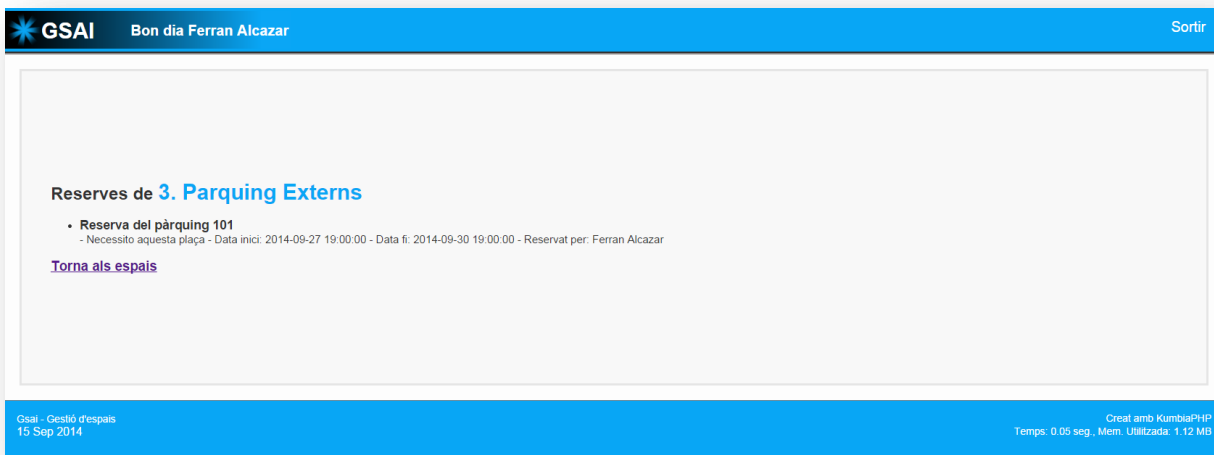 GSAI Bon dia Ferran Alcazar Sortir
Reserves de 3. Parquing Externs
• Reserva del pàrquing 101
- Necessito aquesta plaça - Data inici: 2014-09-27 19:00:00 - Data fi: 2014-09-30 19:00:00 - Reservat per: Ferran Alcazar
Torna als espais
Gsai - Gestió d'espais
15 Sep 2014
Creat amb KumbiaPHP
Temps: 0.05 seg., Mem. Utilitzada: 1.12 MB